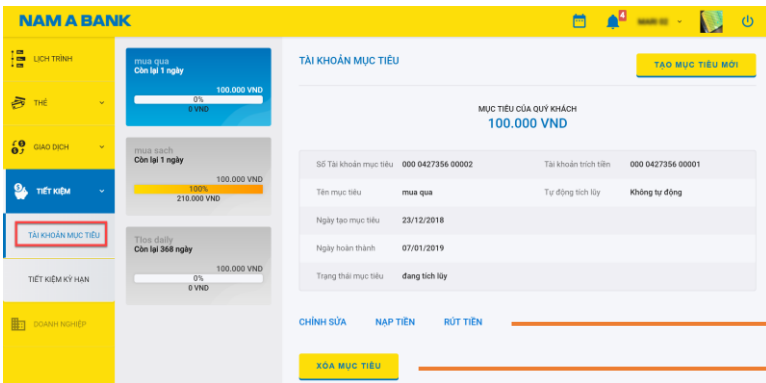 NAM A BANK
4
LỊCH TRÌNH
THẺ
GIAO DỊCH
TIẾT KIỆM
TÀI KHOẢN MỤC TIÊU
TIẾT KIỆM KỲ HẠN
DOANH NGHIỆP
mua qua
Còn lại 1 ngày
100.000 VND
0%
0 VND
mua sach
Còn lại 1 ngày
100.000 VND
100%
210.000 VND
Tios daily
Còn lại 368 ngày
100.000 VND
0%
0 VND
TÀI KHOẢN MỤC TIÊU
TẠO MỤC TIÊU MỚI
MỤC TIÊU CỦA QUÝ KHÁCH
100.000 VND
Số Tài khoản mục tiêu 000 0427356 00002 Tài khoản trích tiền 000 0427356 00001
Tên mục tiêu mua qua Tự động tích lũy Không tự động
Ngày tạo mục tiêu 23/12/2018
Ngày hoàn thành 07/01/2019
Trạng thái mục tiêu đang tích lũy
CHỈNH SỬA NẠP TIỀN RÚT TIỀN
XÓA MỤC TIÊU